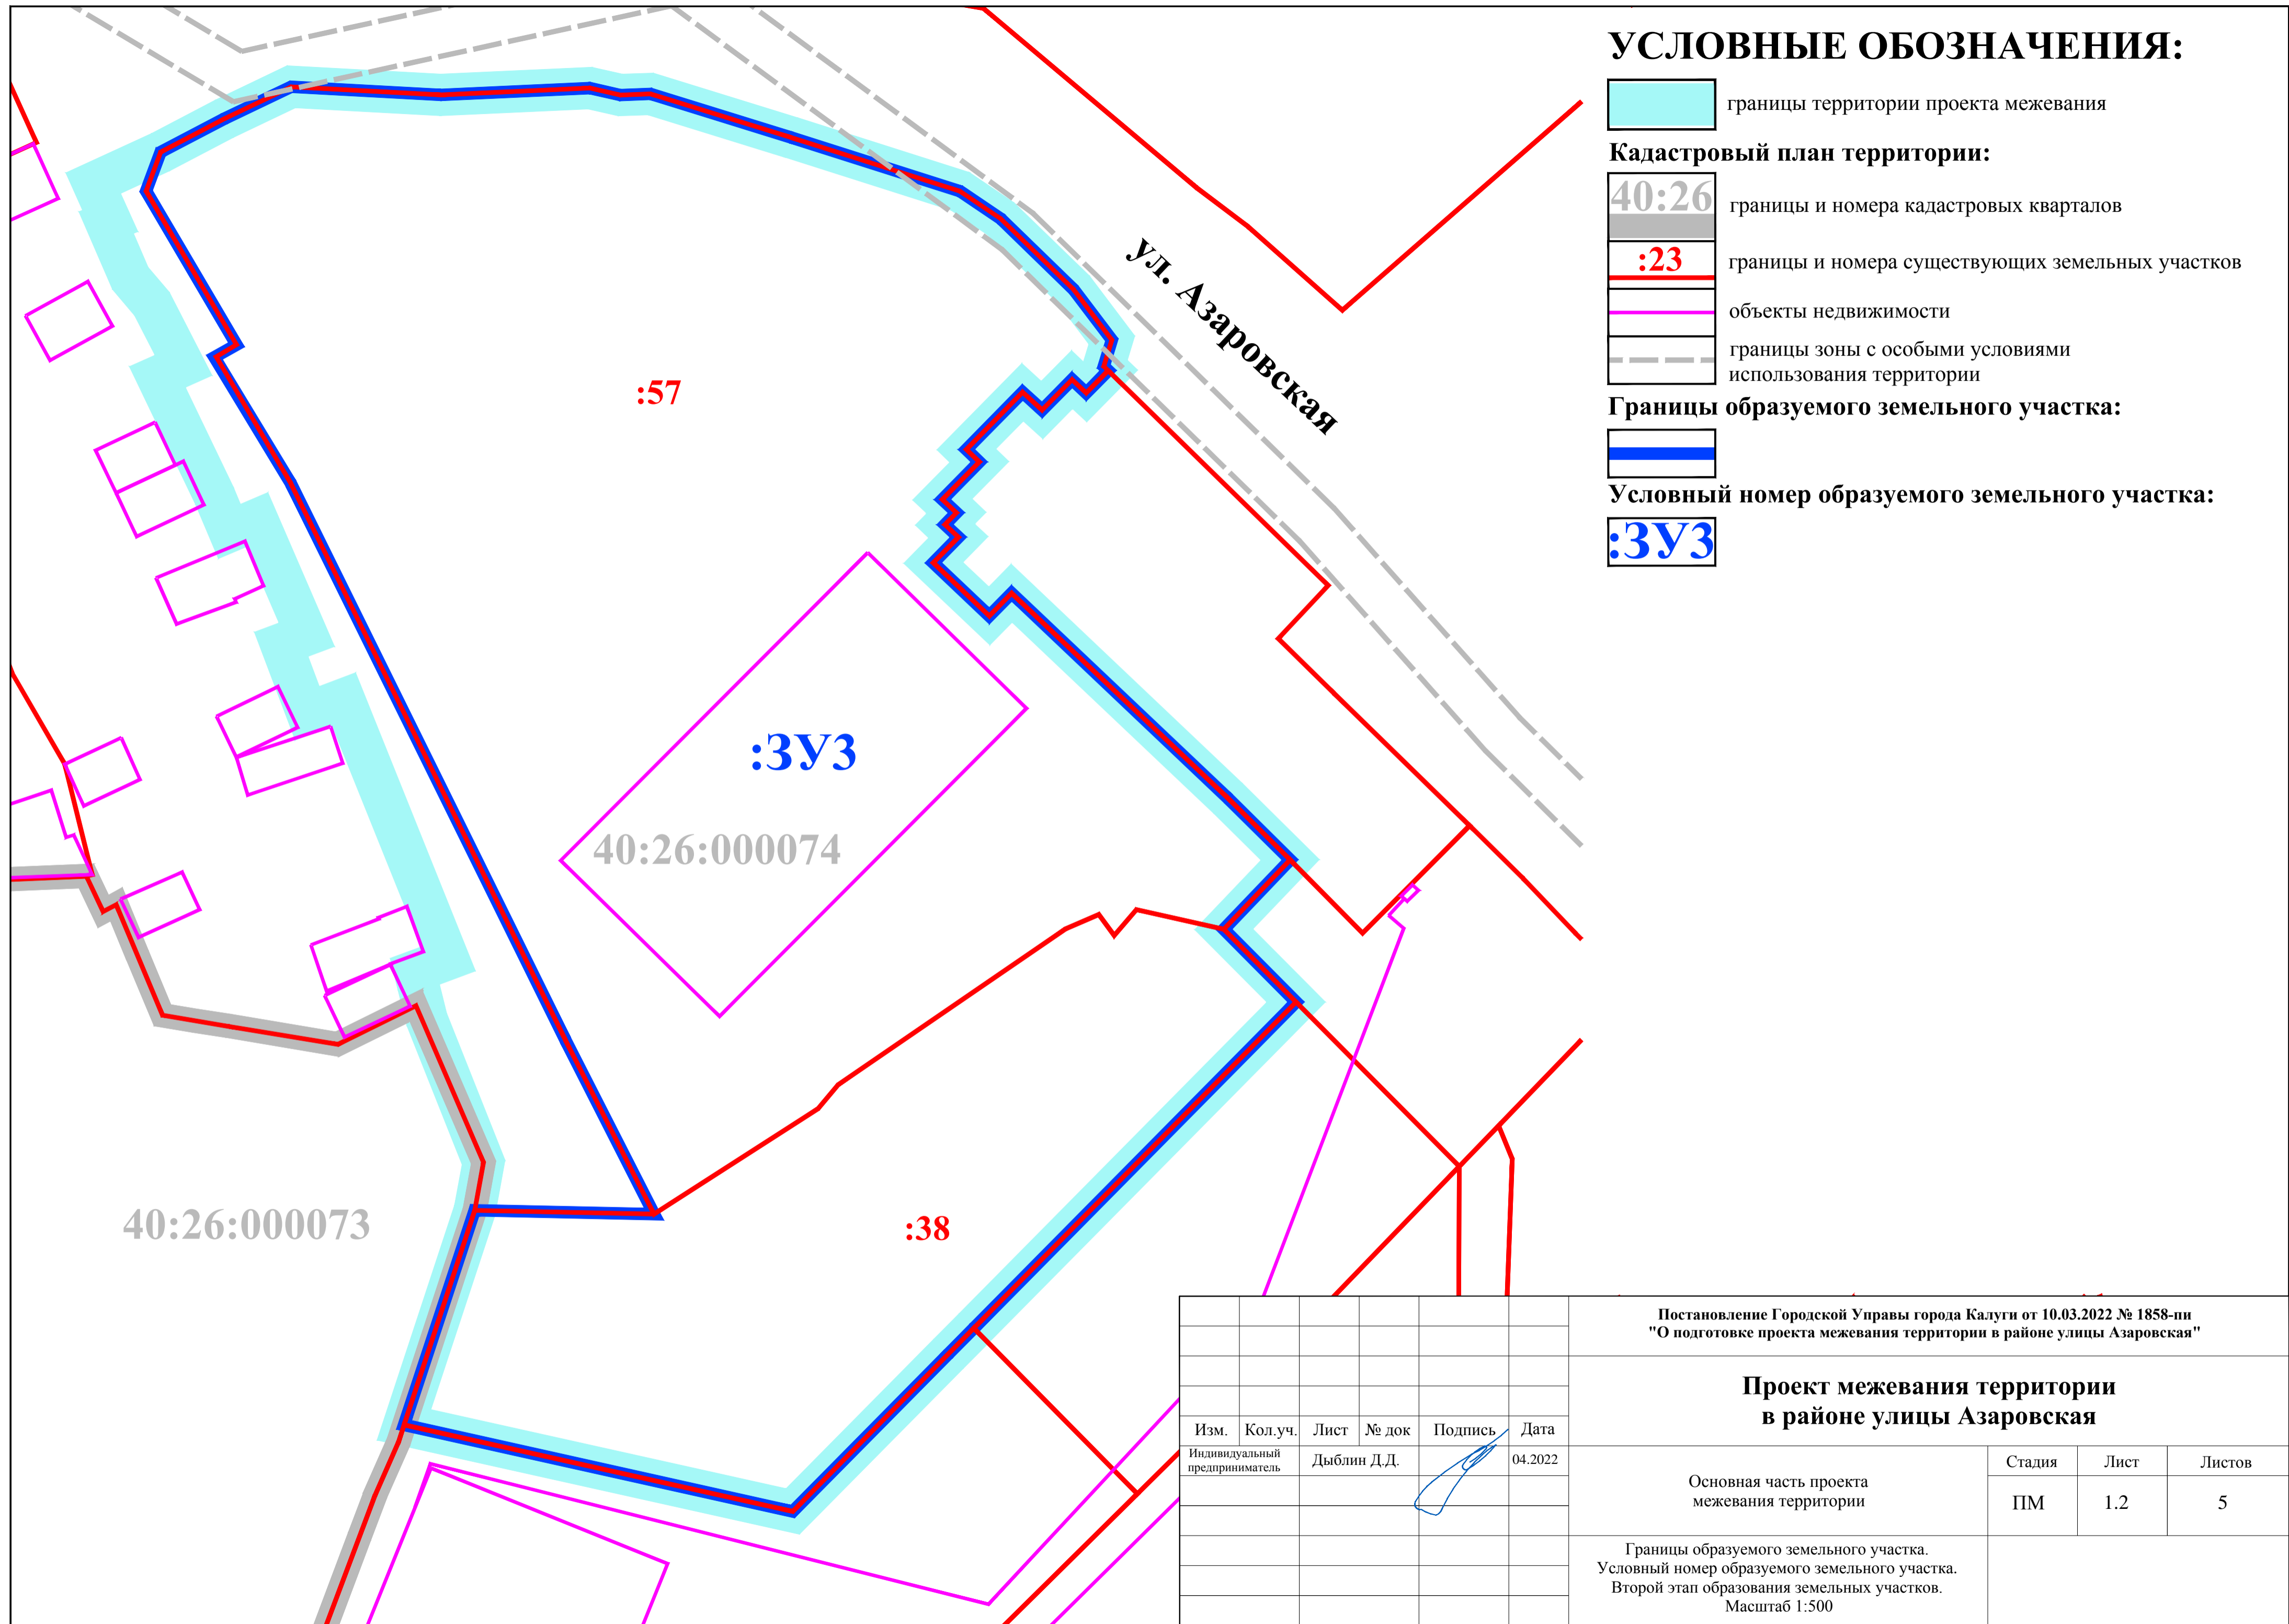 УСЛОВНЫЕ ОБОЗНАЧЕНИЯ:
границы территории проекта межевания
Кадастровый план территории:
40:26
границы и номера кадастровых кварталов
:23
границы и номера существующих земельных участков
объекты недвижимости
границы зоны с особыми условиями
использования территории
Границы образуемого земельного участка:
Условный номер образуемого земельного участка:
:ЗУ3
ул. Азаровская
:57
:ЗУ3
40:26:000074
40:26:000073
:38
Постановление Городской Управы города Калуги от 10.03.2022 № 1858-пи
"О подготовке проекта межевания территории в районе улицы Азаровская"
Проект межевания территории
в районе улицы Азаровская
Изм. Кол.уч. Лист № док Подпись Дата
Индивидуальный
предприниматель
Дыблин Д.Д.
04.2022
Основная часть проекта
межевания территории
Стадия Лист Листов
ПМ 1.2 5
Границы образуемого земельного участка.
Условный номер образуемого земельного участка.
Второй этап образования земельных участков.
Масштаб 1:500